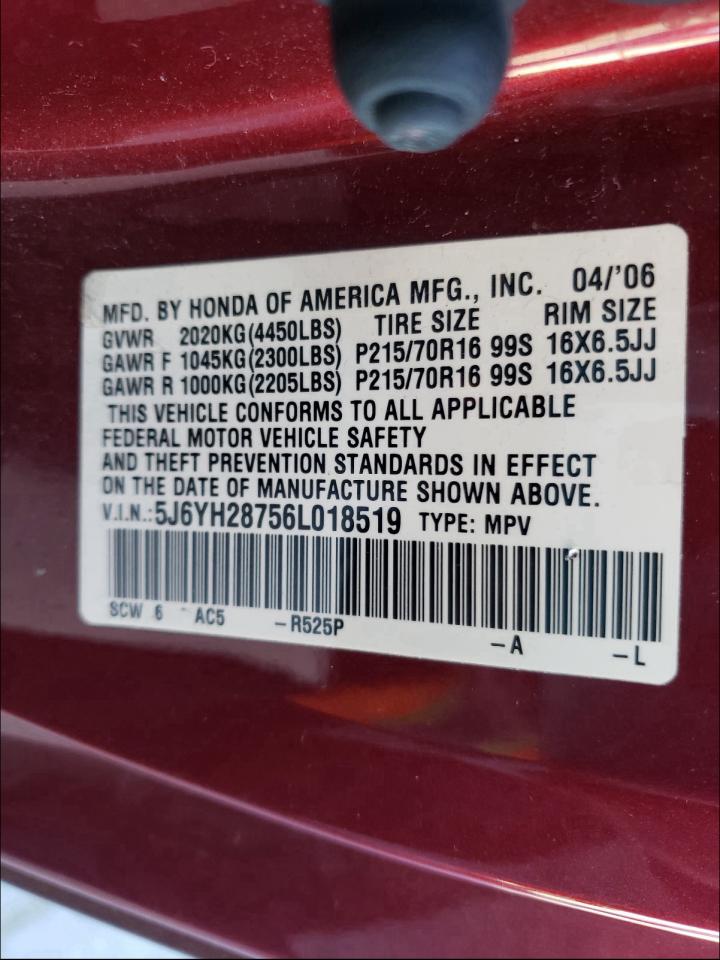 MFD. BY HONDA OF AMERICA MFG., INC. 04/'06
GVWR 2020KG(4450LBS) TIRE SIZE RIM SIZE
GAWR F 1045KG(2300LBS) P215/70R16 99S 16X6.5JJ
GAWR R 1000KG(2205LBS) P215/70R16 99S 16X6.5JJ
THIS VEHICLE CONFORMS TO ALL APPLICABLE
FEDERAL MOTOR VEHICLE SAFETY
AND THEFT PREVENTION STANDARDS IN EFFECT
ON THE DATE OF MANUFACTURE SHOWN ABOVE.
V.I.N.:5J6YH28756L018519 TYPE: MPV
SCW 6 AC5 -R525P -A -L